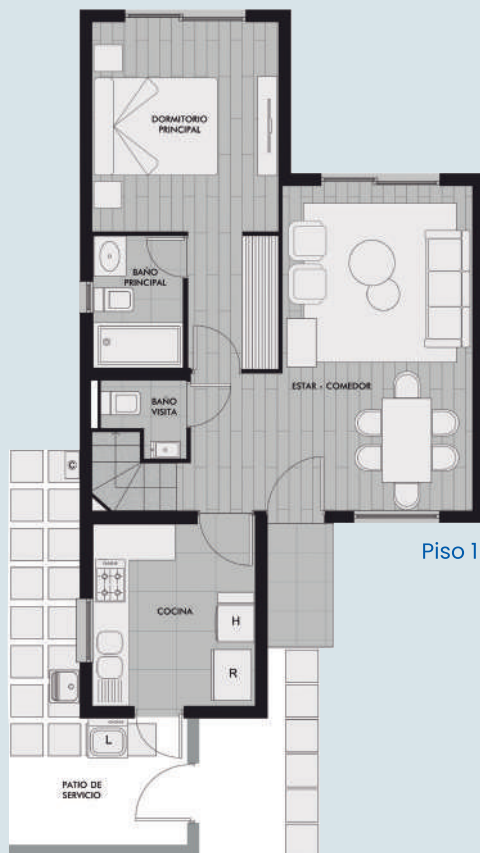 DORMITORIO
PRINCIPAL
BAÑO
PRINCIPAL
ESTAR - COMEDOR
BAÑO
VISITA
C
Piso 1
COCINA
H
R
L
PATIO DE
SERVICIO